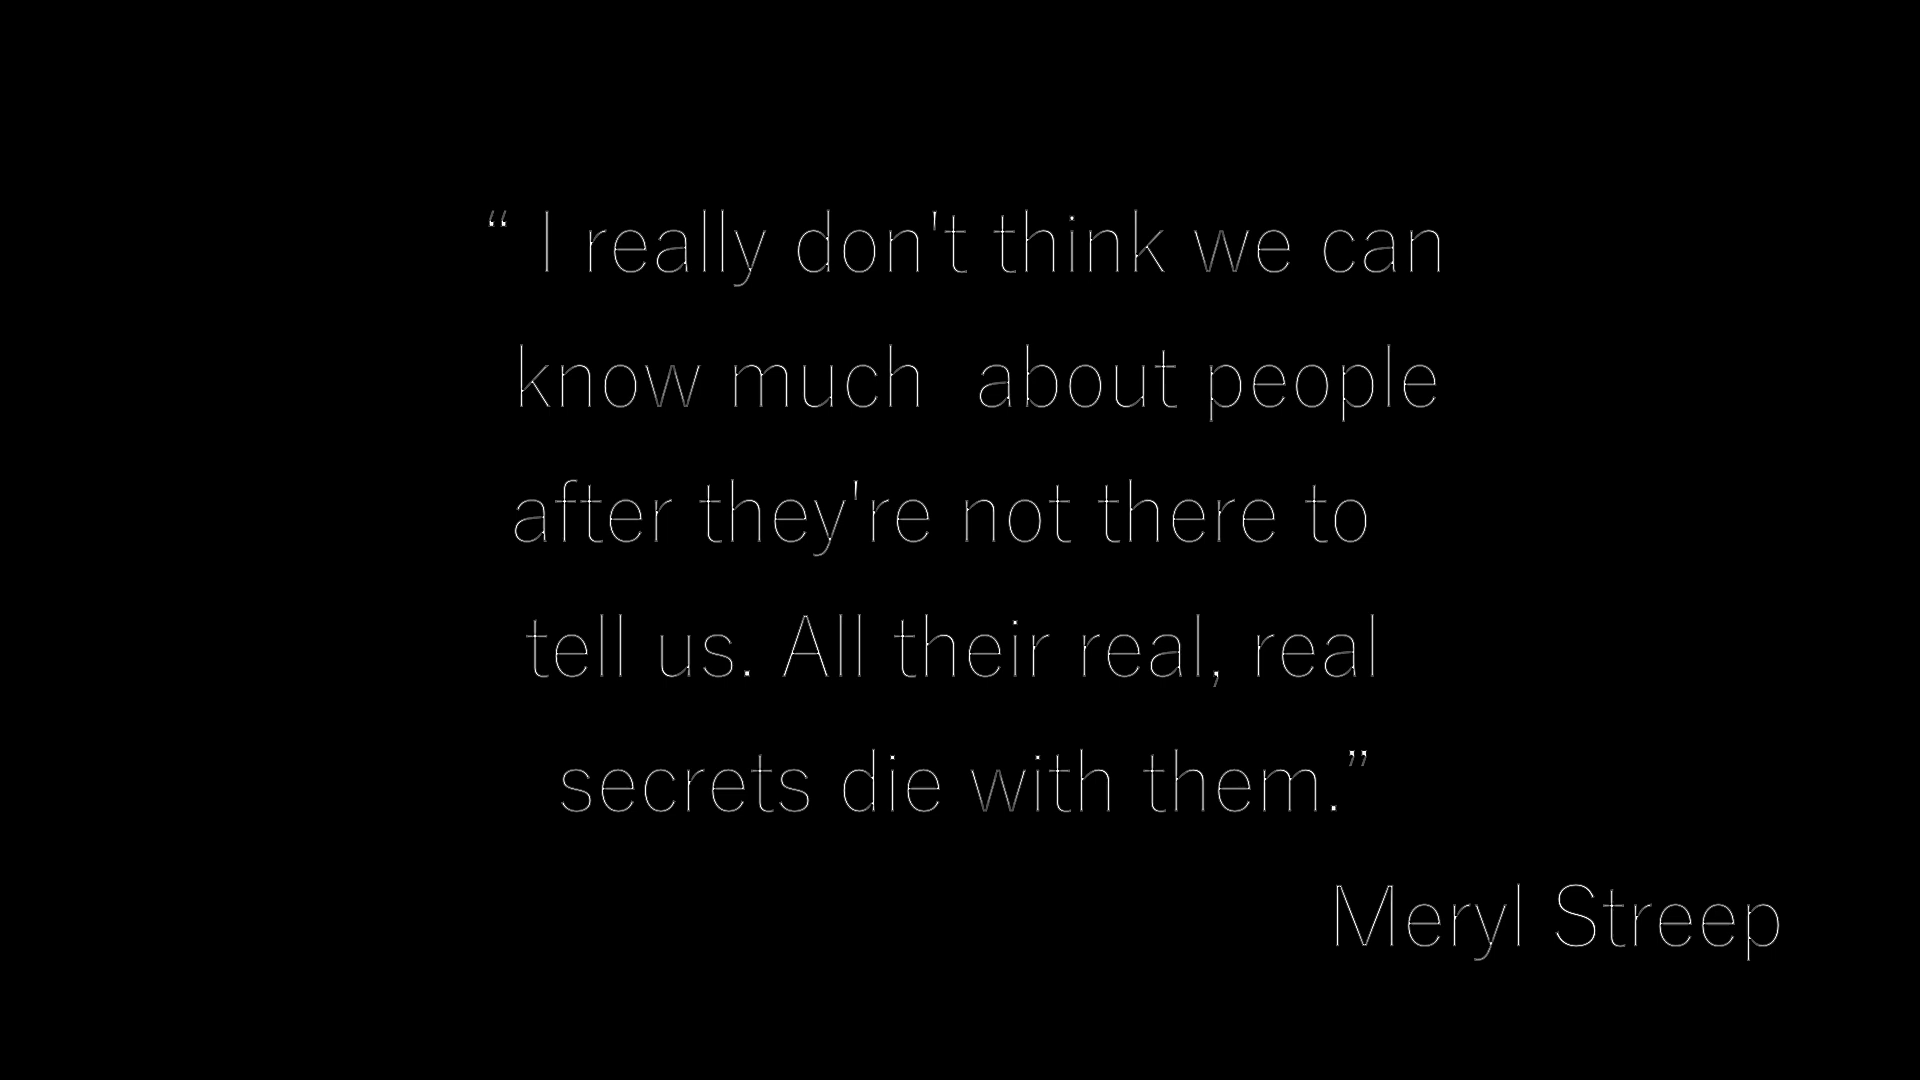 “ I really don't think we can
know much  about people
after they're not there to
tell us. All their real, real
secrets die with them.”
Meryl Streep